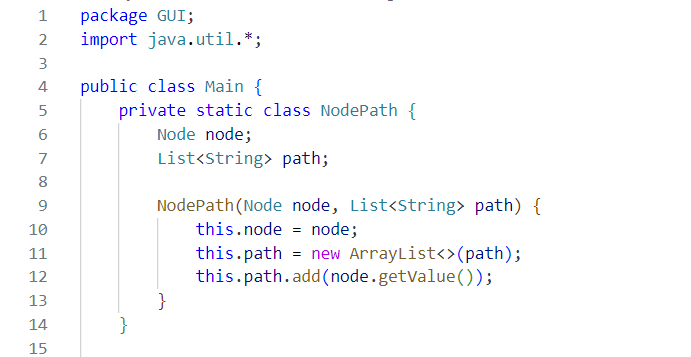 1 package GUI;
2 import java.util.*;
3
4 public class Main {
5 private static class NodePath {
6 Node node;
7 List<String> path;
8
9 NodePath(Node node, List<String> path) {
10 this.node = node;
11 this.path = new ArrayList<>(path);
12 this.path.add(node.getValue());
13 }
14 }
15